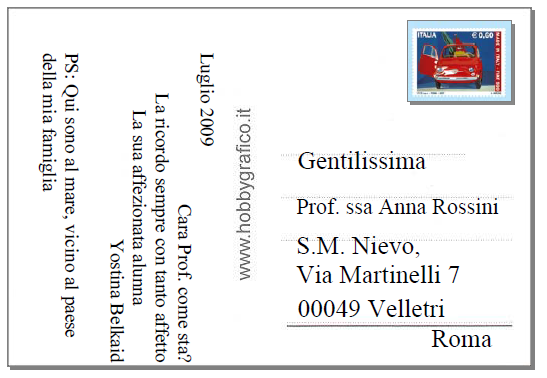 Luglio 2009
Cara Prof. come sta?
La ricordo sempre con tanto affetto
La sua affezionata alunna
Yostina Belkaid
PS: Qui sono al mare, vicino al paese
della mia famiglia
www.hobbygrafico.it
ITALIA
€ 0,60
Gentilissima
Prof. ssa Anna Rossini
S.M. Nievo,
Via Martinelli 7
00049 Velletri
Roma